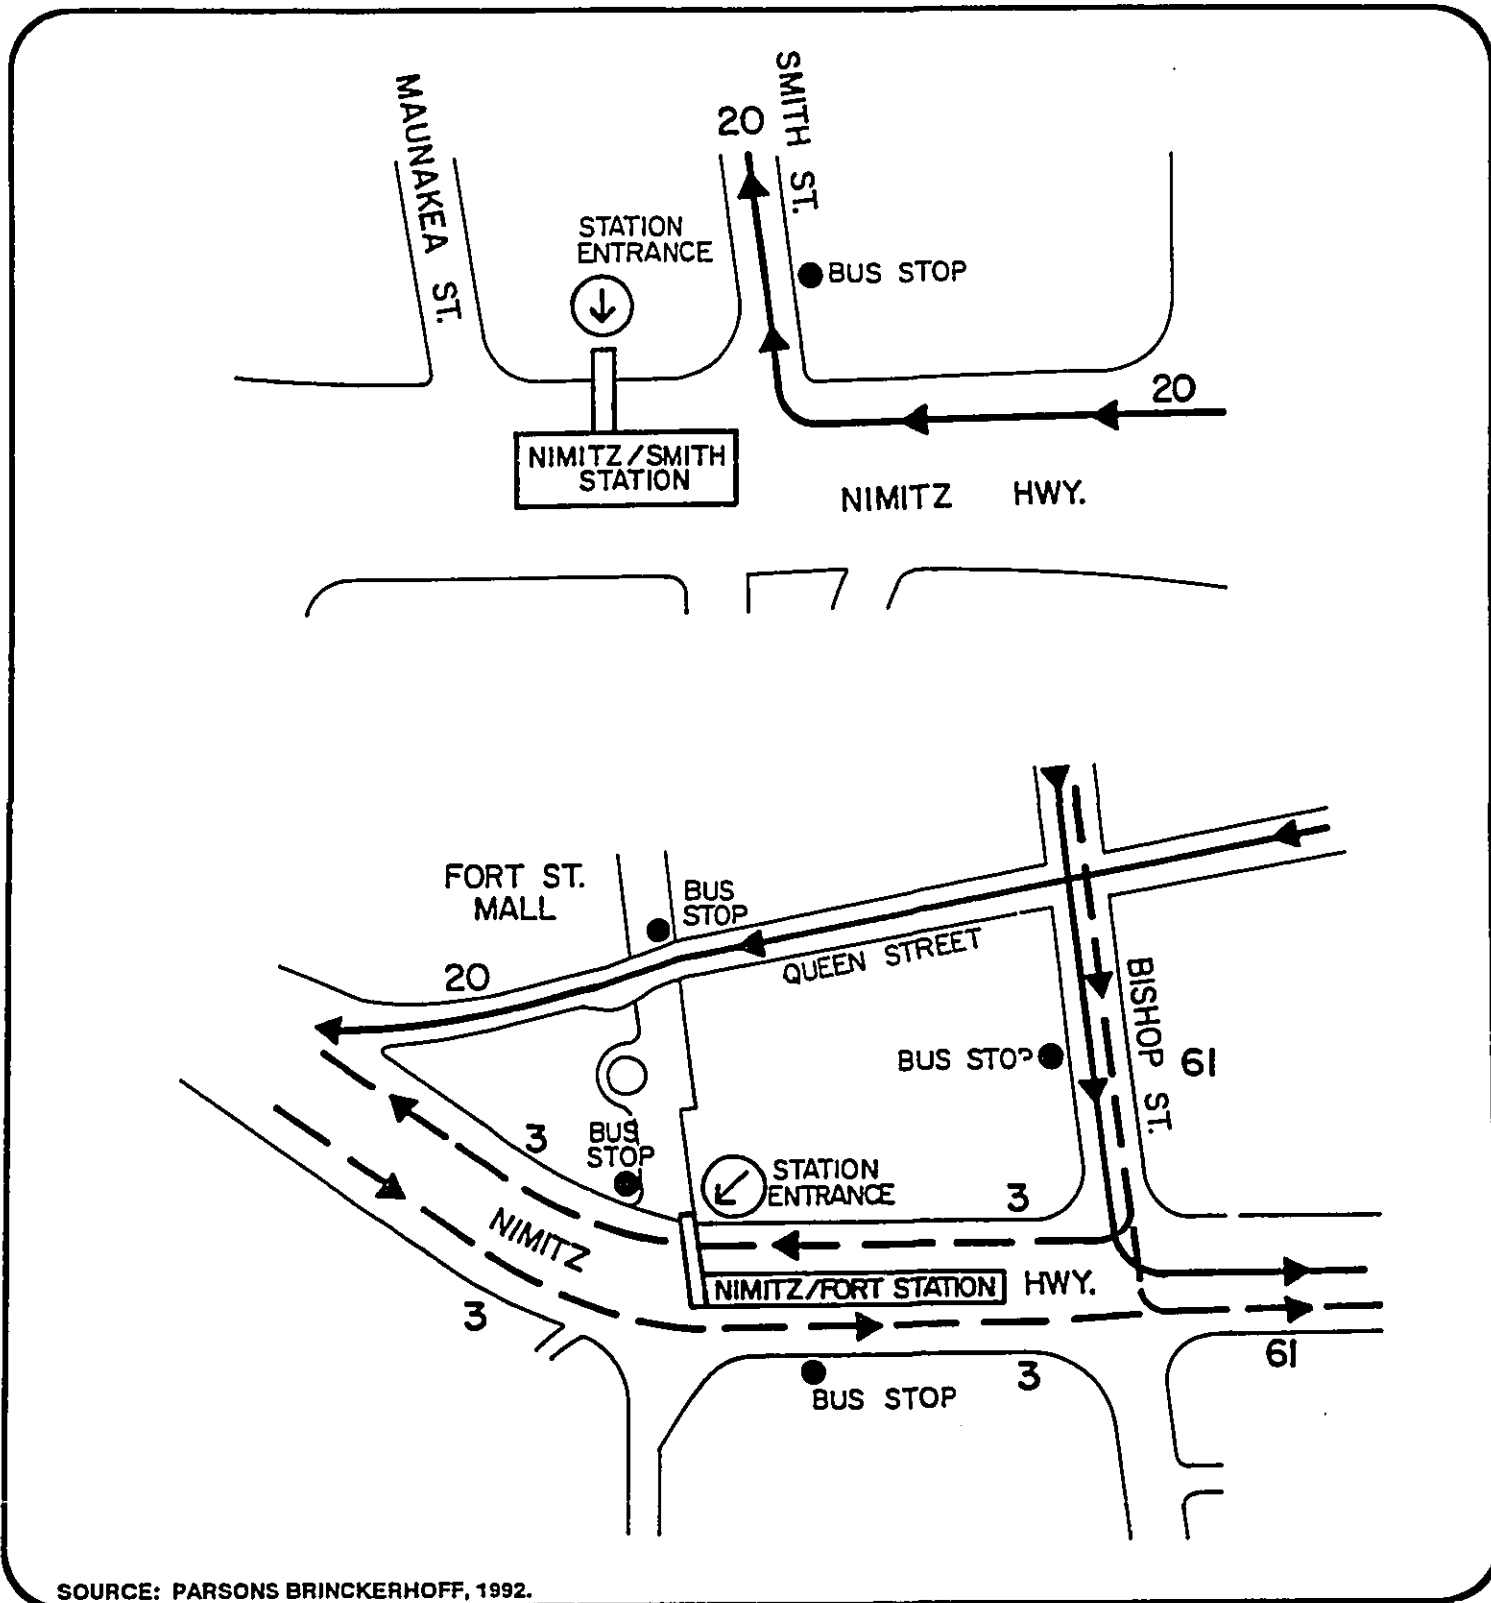 MAUNAKEA ST.
20
SMITH ST.
STATION
ENTRANCE
BUS STOP
20
NIMITZ/SMITH
STATION
NIMITZ HWY.
FORT ST.
MALL
BUS
STOP
20
QUEEN STREET
BISHOP ST.
BUS STOP
61
3
BUS
STOP
STATION
ENTRANCE
3
NIMITZ
NIMITZ/FORT STATION
HWY.
3
61
3
BUS STOP
SOURCE: PARSONS BRINCKERHOFF, 1992.